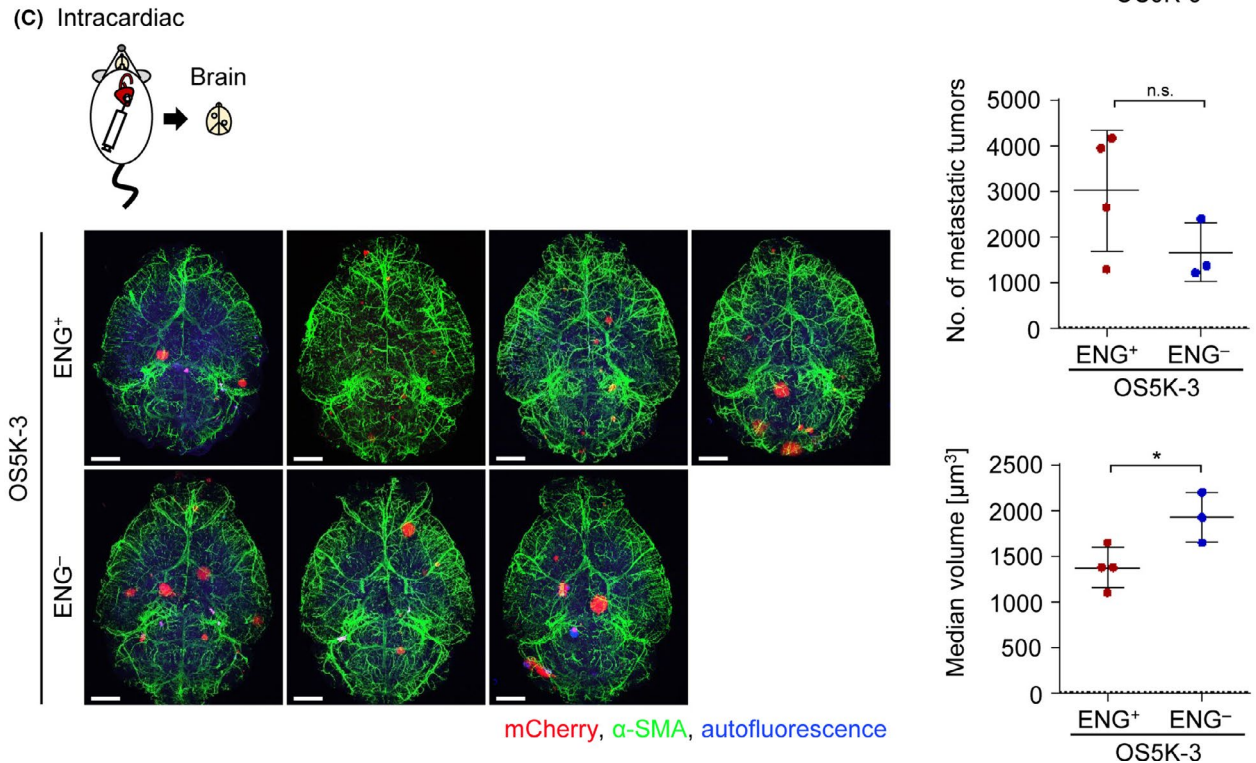 (C) Intracardiac
Brain
OS5K-3
ENG⁺
ENG⁻
mCherry, α-SMA, autofluorescence
No. of metastatic tumors
5000
4000
3000
2000
1000
0
n.s.
ENG⁺ ENG⁻
OS5K-3
Median volume [µm³]
2500
2000
1500
1000
500
0
*
ENG⁺ ENG⁻
OS5K-3